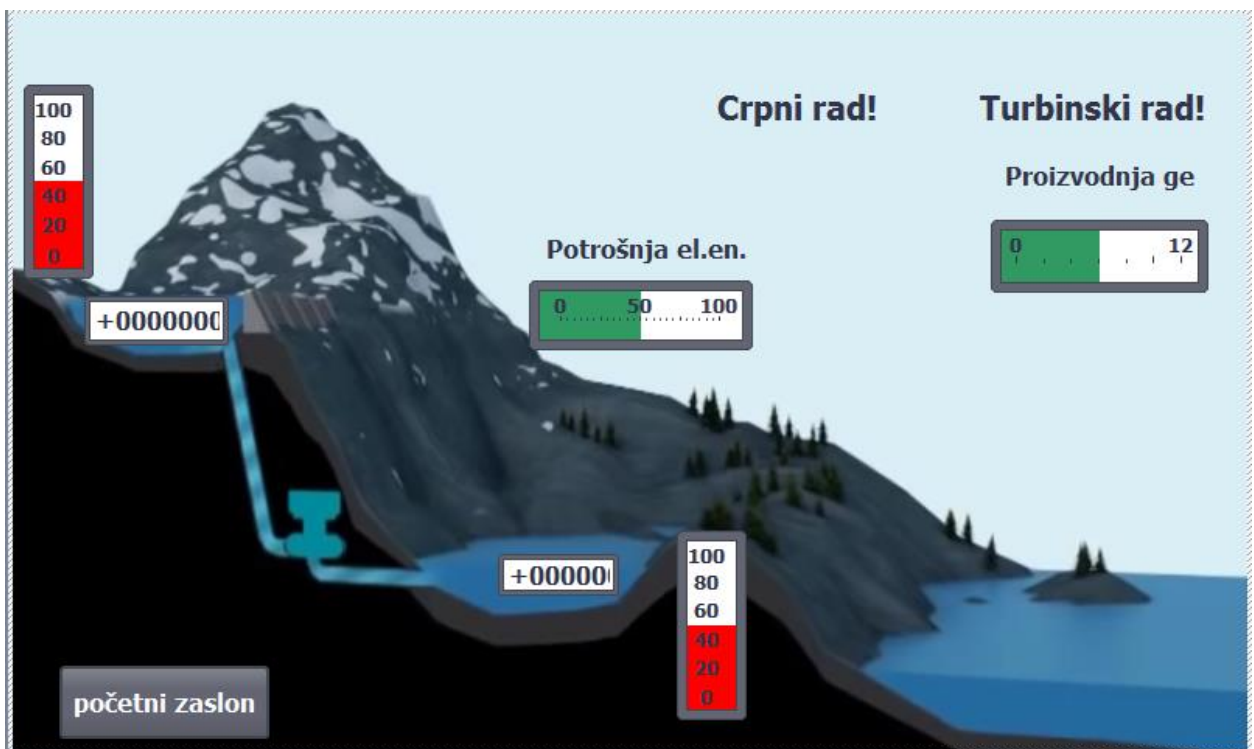 Crpni rad!
Turbinski rad!
100
80
60
40
20
0
Proizvodnja ge
0 12
Potrošnja el.en.
0 50 100
+0000000
+00000
100
80
60
40
20
0
početni zaslon